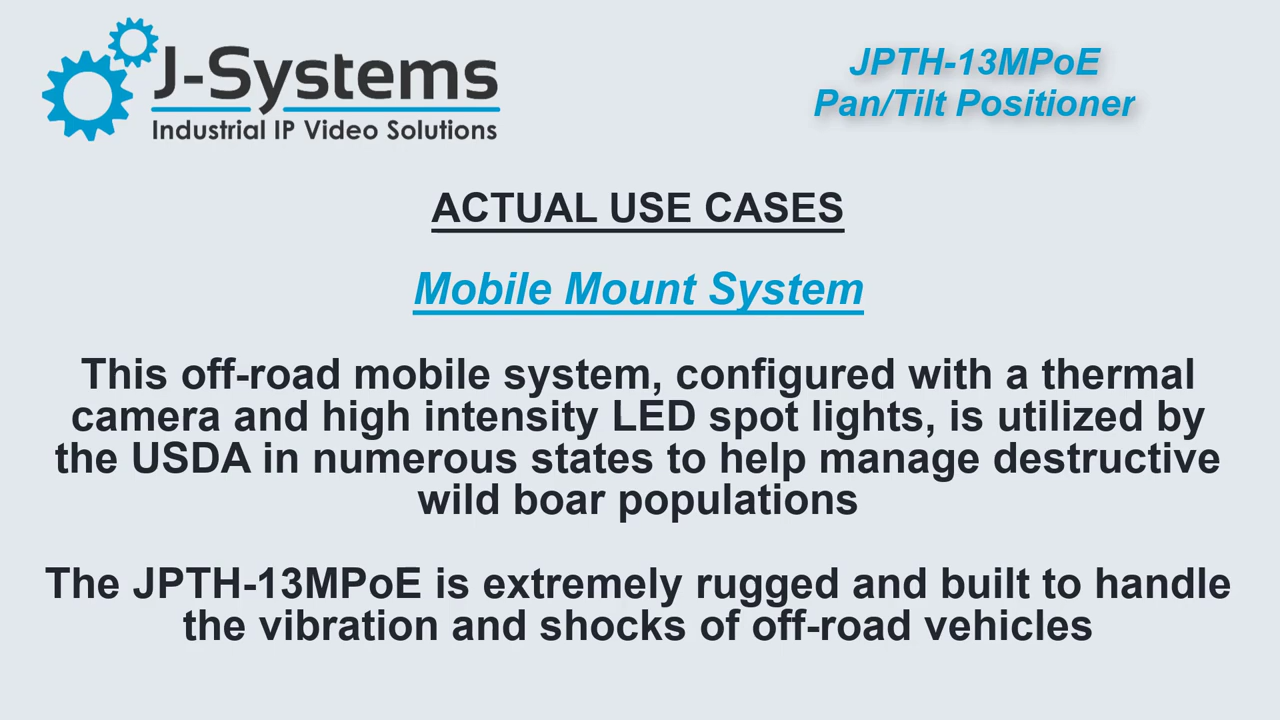 J-Systems
Industrial IP Video Solutions
JPTH-13MPoE
Pan/Tilt Positioner
ACTUAL USE CASES
Mobile Mount System
This off-road mobile system, configured with a thermal
camera and high intensity LED spot lights, is utilized by
the USDA in numerous states to help manage destructive
wild boar populations
The JPTH-13MPoE is extremely rugged and built to handle
the vibration and shocks of off-road vehicles